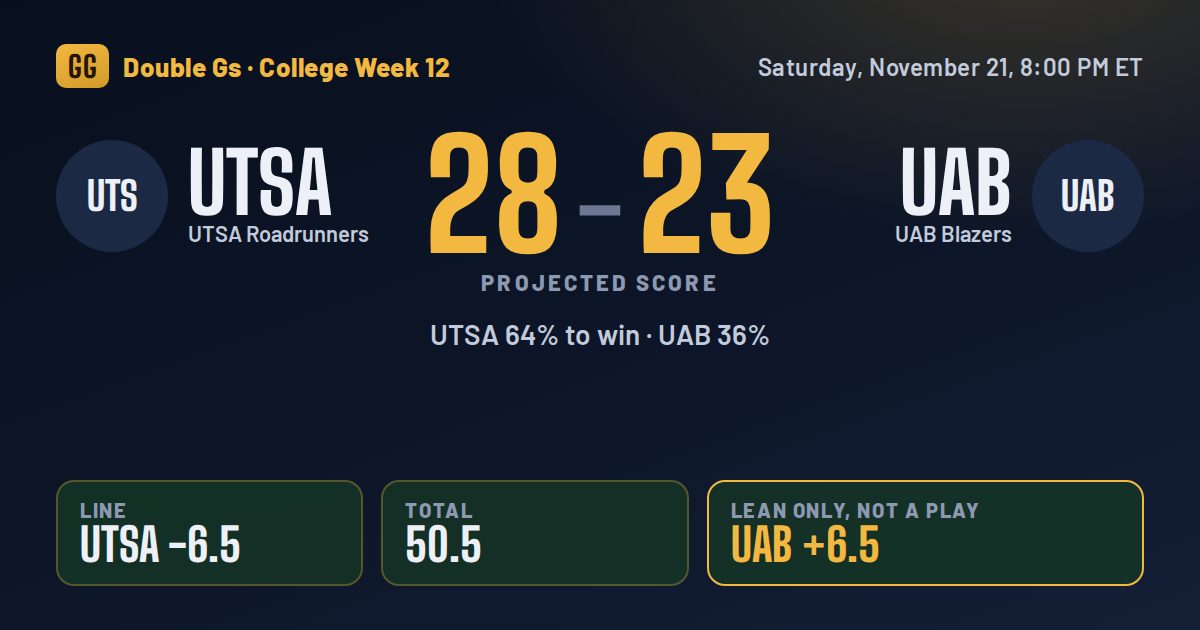 GG Double Gs · College Week 12
Saturday, November 21, 8:00 PM ET
UTS
UTSA
UTSA Roadrunners
28 – 23
PROJECTED SCORE
UTSA 64% to win · UAB 36%
UAB
UAB Blazers
UAB
LINE
UTSA −6.5
TOTAL
50.5
LEAN ONLY, NOT A PLAY
UAB +6.5